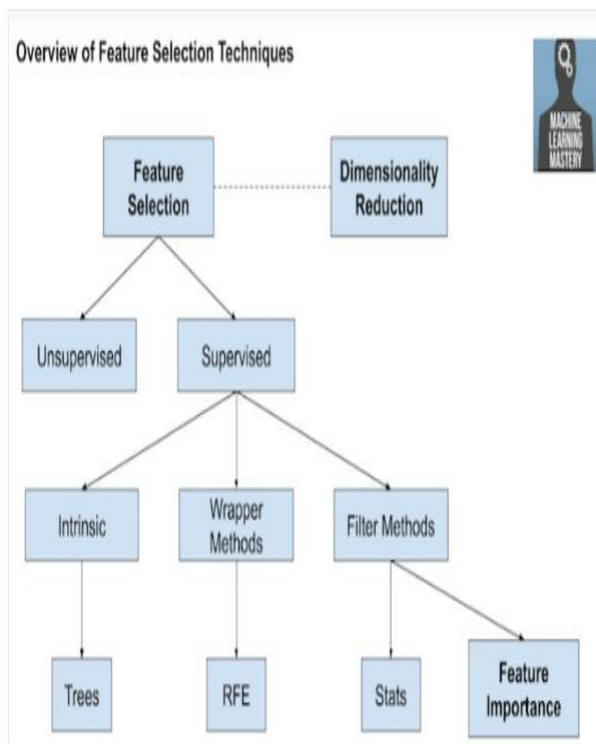 Overview of Feature Selection Techniques
MACHINE
LEARNING
MASTERY
Feature
Selection
Dimensionality
Reduction
Unsupervised
Supervised
Intrinsic
Wrapper
Methods
Filter Methods
Trees
RFE
Stats
Feature
Importance